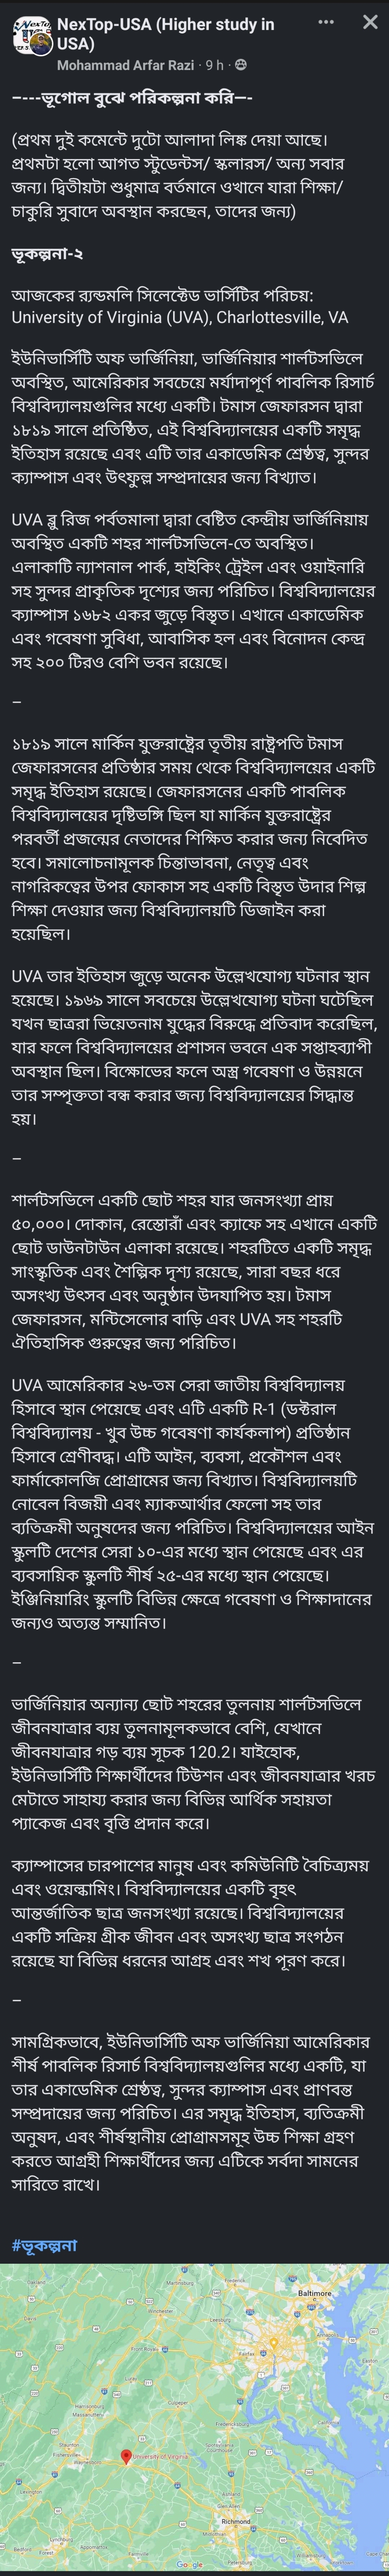 NexTop-USA (Higher study in
USA)
Mohammad Arfar Razi · 9 h ·
–---ভূগোল বুঝে পরিকল্পনা করি—-
(প্রথম দুই কমেন্টে দুটো আলাদা লিঙ্ক দেয়া আছে।
প্রথমটা হলো আগত স্টুডেন্টস/ স্কলারস/ অন্য সবার
জন্য। দ্বিতীয়টা শুধুমাত্র বর্তমানে ওখানে যারা শিক্ষা/
চাকুরি সুবাদে অবস্থান করছেন, তাদের জন্য)
ভূকল্পনা-২
আজকের র‍্যন্ডমলি সিলেক্টেড ভার্সিটির পরিচয়:
University of Virginia (UVA), Charlottesville, VA
ইউনিভার্সিটি অফ ভার্জিনিয়া, ভার্জিনিয়ার শার্লটসভিলে
অবস্থিত, আমেরিকার সবচেয়ে মর্যাদাপূর্ণ পাবলিক রিসার্চ
বিশ্ববিদ্যালয়গুলির মধ্যে একটি। টমাস জেফারসন দ্বারা
১৮১৯ সালে প্রতিষ্ঠিত, এই বিশ্ববিদ্যালয়ের একটি সমৃদ্ধ
ইতিহাস রয়েছে এবং এটি তার একাডেমিক শ্রেষ্ঠত্ব, সুন্দর
ক্যাম্পাস এবং উৎফুল্ল সম্প্রদায়ের জন্য বিখ্যাত।
UVA ব্লু রিজ পর্বতমালা দ্বারা বেষ্টিত কেন্দ্রীয় ভার্জিনিয়ায়
অবস্থিত একটি শহর শার্লটসভিলে-তে অবস্থিত।
এলাকাটি ন্যাশনাল পার্ক, হাইকিং ট্রেইল এবং ওয়াইনারি
সহ সুন্দর প্রাকৃতিক দৃশ্যের জন্য পরিচিত। বিশ্ববিদ্যালয়ের
ক্যাম্পাস ১৬৮২ একর জুড়ে বিস্তৃত। এখানে একাডেমিক
এবং গবেষণা সুবিধা, আবাসিক হল এবং বিনোদন কেন্দ্র
সহ ২০০ টিরও বেশি ভবন রয়েছে।
–
১৮১৯ সালে মার্কিন যুক্তরাষ্ট্রের তৃতীয় রাষ্ট্রপতি টমাস
জেফারসনের প্রতিষ্ঠার সময় থেকে বিশ্ববিদ্যালয়ের একটি
সমৃদ্ধ ইতিহাস রয়েছে। জেফারসনের একটি পাবলিক
বিশ্ববিদ্যালয়ের দৃষ্টিভঙ্গি ছিল যা মার্কিন যুক্তরাষ্ট্রের
পরবর্তী প্রজন্মের নেতাদের শিক্ষিত করার জন্য নিবেদিত
হবে। সমালোচনামূলক চিন্তাভাবনা, নেতৃত্ব এবং
নাগরিকত্বের উপর ফোকাস সহ একটি বিস্তৃত উদার শিল্প
শিক্ষা দেওয়ার জন্য বিশ্ববিদ্যালয়টি ডিজাইন করা
হয়েছিল।
UVA তার ইতিহাস জুড়ে অনেক উল্লেখযোগ্য ঘটনার স্থান
হয়েছে। ১৯৬৯ সালে সবচেয়ে উল্লেখযোগ্য ঘটনা ঘটেছিল
যখন ছাত্ররা ভিয়েতনাম যুদ্ধের বিরুদ্ধে প্রতিবাদ করেছিল,
যার ফলে বিশ্ববিদ্যালয়ের প্রশাসন ভবনে এক সপ্তাহব্যাপী
অবস্থান ছিল। বিক্ষোভের ফলে অস্ত্র গবেষণা ও উন্নয়নে
তার সম্পৃক্ততা বন্ধ করার জন্য বিশ্ববিদ্যালয়ের সিদ্ধান্ত
হয়।
–
শার্লটসভিলে একটি ছোট শহর যার জনসংখ্যা প্রায়
৫০,০০০। দোকান, রেস্তোরাঁ এবং ক্যাফে সহ এখানে একটি
ছোট ডাউনটাউন এলাকা রয়েছে। শহরটিতে একটি সমৃদ্ধ
সাংস্কৃতিক এবং শৈল্পিক দৃশ্য রয়েছে, সারা বছর ধরে
অসংখ্য উৎসব এবং অনুষ্ঠান উদযাপিত হয়। টমাস
জেফারসন, মন্টিসেলোর বাড়ি এবং UVA সহ শহরটি
ঐতিহাসিক গুরুত্বের জন্য পরিচিত।
UVA আমেরিকার ২৬-তম সেরা জাতীয় বিশ্ববিদ্যালয়
হিসাবে স্থান পেয়েছে এবং এটি একটি R-1 (ডক্টরাল
বিশ্ববিদ্যালয় - খুব উচ্চ গবেষণা কার্যকলাপ) প্রতিষ্ঠান
হিসাবে শ্রেণীবদ্ধ। এটি আইন, ব্যবসা, প্রকৌশল এবং
ফার্মাকোলজি প্রোগ্রামের জন্য বিখ্যাত। বিশ্ববিদ্যালয়টি
নোবেল বিজয়ী এবং ম্যাকআর্থার ফেলো সহ তার
ব্যতিক্রমী অনুষদের জন্য পরিচিত। বিশ্ববিদ্যালয়ের আইন
স্কুলটি দেশের সেরা ১০-এর মধ্যে স্থান পেয়েছে এবং এর
ব্যবসায়িক স্কুলটি শীর্ষ ২৫-এর মধ্যে স্থান পেয়েছে।
ইঞ্জিনিয়ারিং স্কুলটি বিভিন্ন ক্ষেত্রে গবেষণা ও শিক্ষাদানের
জন্যও অত্যন্ত সম্মানিত।
–
ভার্জিনিয়ার অন্যান্য ছোট শহরের তুলনায় শার্লটসভিলে
জীবনযাত্রার ব্যয় তুলনামূলকভাবে বেশি, যেখানে
জীবনযাত্রার গড় ব্যয় সূচক 120.2। যাইহোক,
ইউনিভার্সিটি শিক্ষার্থীদের টিউশন এবং জীবনযাত্রার খরচ
মেটাতে সাহায্য করার জন্য বিভিন্ন আর্থিক সহায়তা
প্যাকেজ এবং বৃত্তি প্রদান করে।
ক্যাম্পাসের চারপাশের মানুষ এবং কমিউনিটি বৈচিত্র্যময়
এবং ওয়েল্কামিং। বিশ্ববিদ্যালয়ের একটি বৃহৎ
আন্তর্জাতিক ছাত্র জনসংখ্যা রয়েছে। বিশ্ববিদ্যালয়ের
একটি সক্রিয় গ্রীক জীবন এবং অসংখ্য ছাত্র সংগঠন
রয়েছে যা বিভিন্ন ধরনের আগ্রহ এবং শখ পূরণ করে।
–
সামগ্রিকভাবে, ইউনিভার্সিটি অফ ভার্জিনিয়া আমেরিকার
শীর্ষ পাবলিক রিসার্চ বিশ্ববিদ্যালয়গুলির মধ্যে একটি, যা
তার একাডেমিক শ্রেষ্ঠত্ব, সুন্দর ক্যাম্পাস এবং প্রাণবন্ত
সম্প্রদায়ের জন্য পরিচিত। এর সমৃদ্ধ ইতিহাস, ব্যতিক্রমী
অনুষদ, এবং শীর্ষস্থানীয় প্রোগ্রামসমূহ উচ্চ শিক্ষা গ্রহণ
করতে আগ্রহী শিক্ষার্থীদের জন্য এটিকে সর্বদা সামনের
সারিতে রাখে।
#ভূকল্পনা
Baltimore
Winchester
Leesburg
Annapolis
Fairfax
Front Royal
Culpeper
Harrisonburg
Fredericksburg
Staunton
University of Virginia
Lexington
Ashland
Glen Allen
Richmond
Lynchburg
Farmville
Petersburg
Google